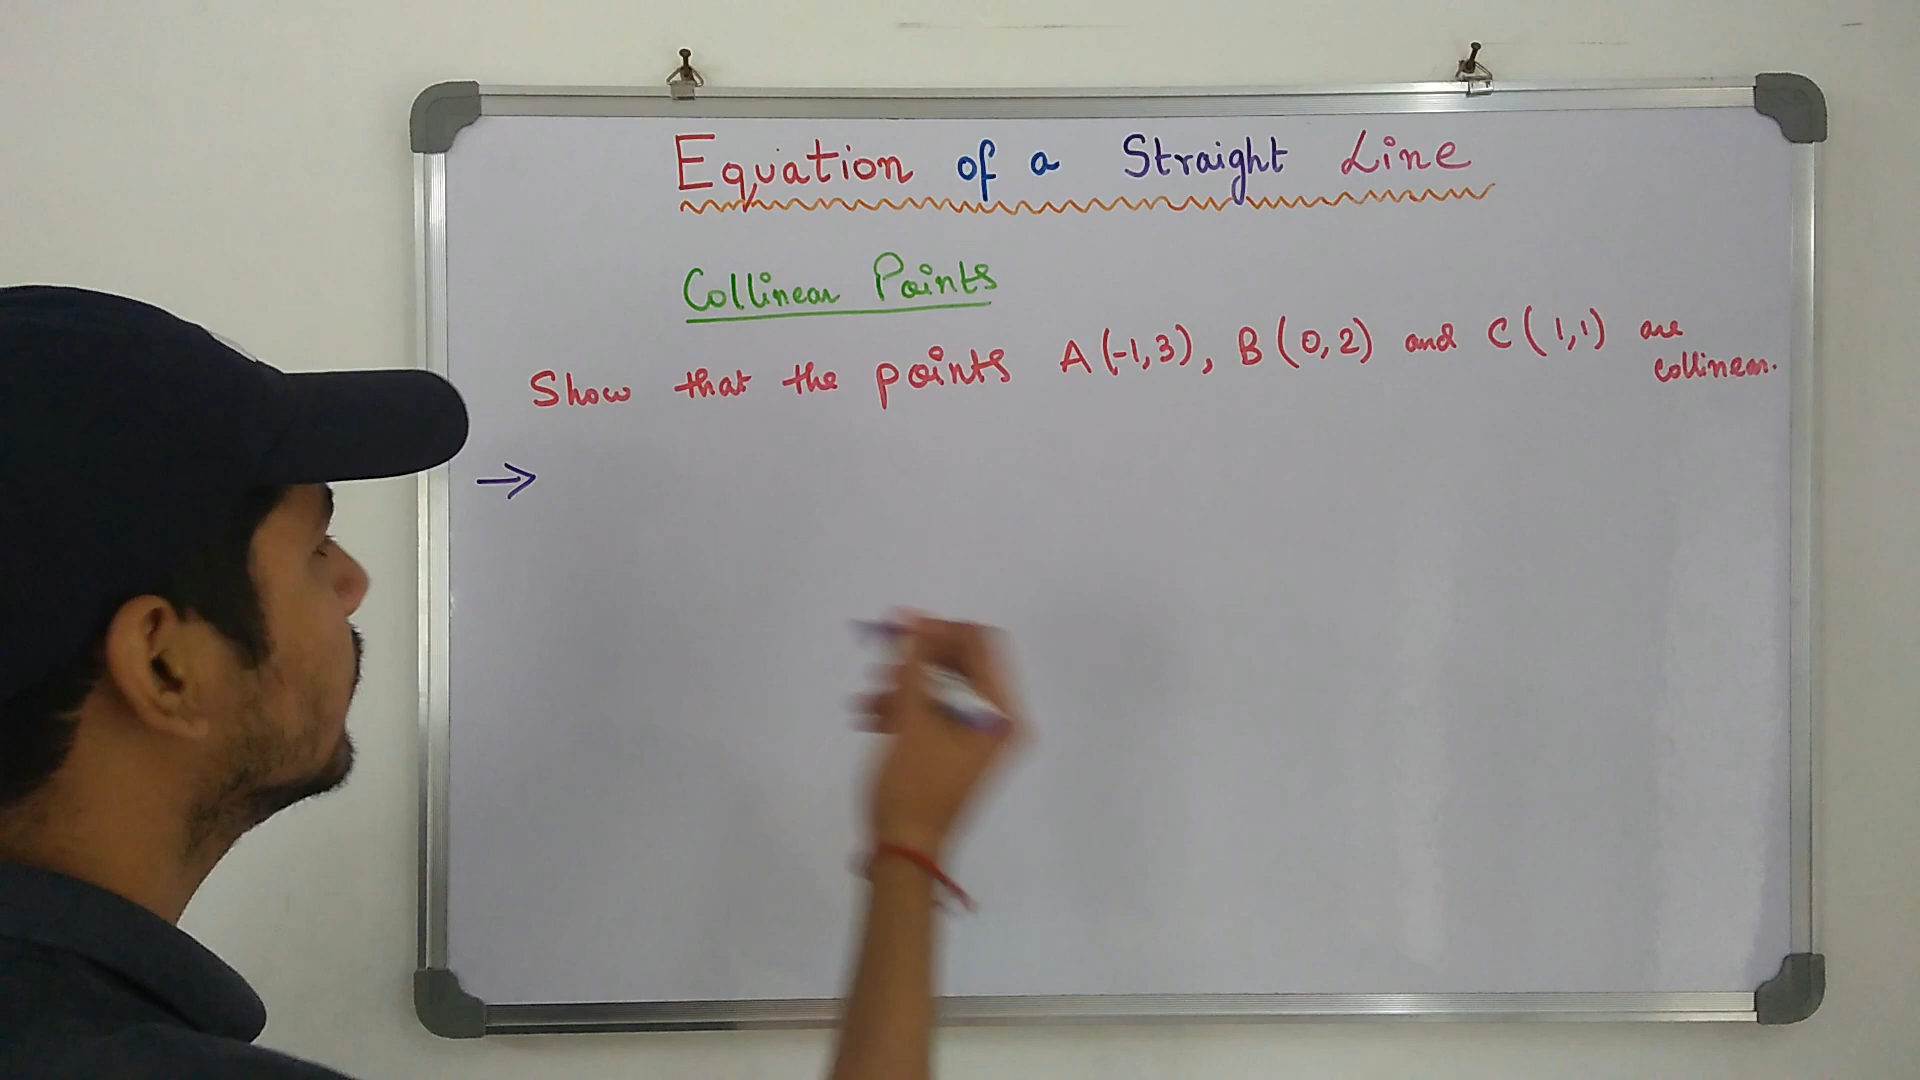 Equation of a Straight Line
Collinear Points
Show that the points A(-1,3), B(0,2) and C(1,1) are
collinear.
→